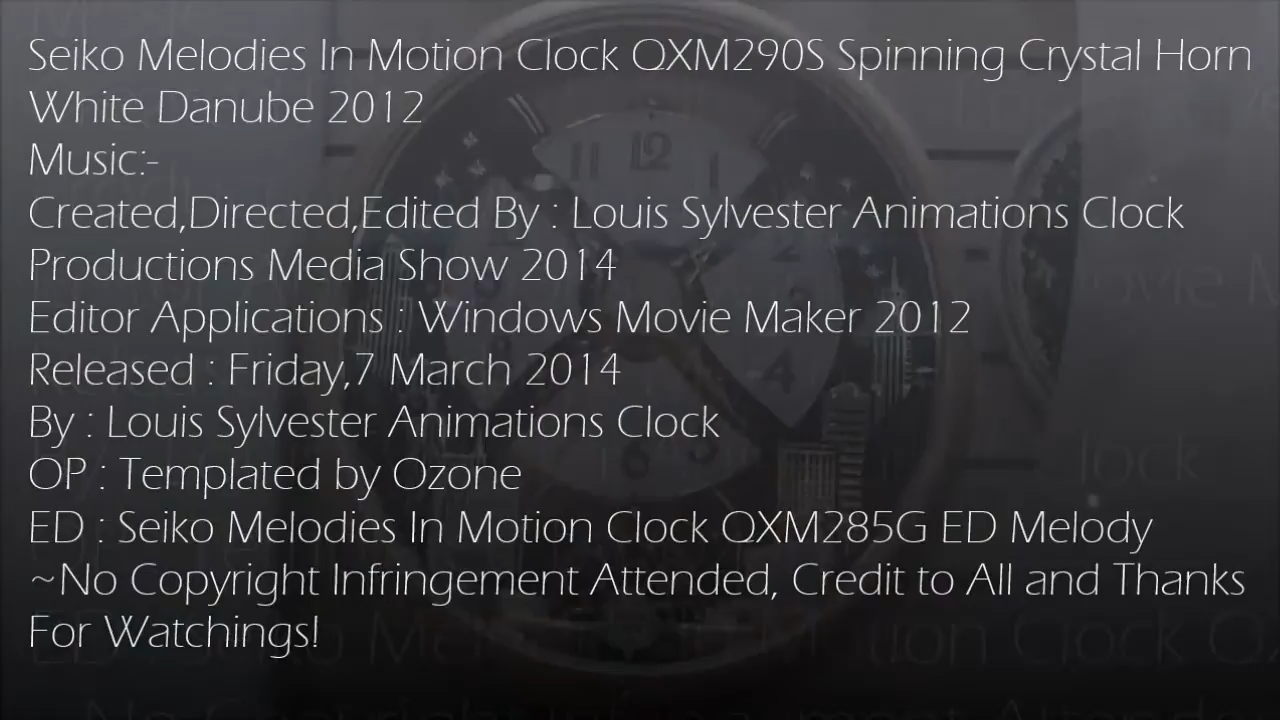 Seiko Melodies In Motion Clock QXM290S Spinning Crystal Horn
White Danube 2012
Music:-
Created,Directed,Edited By : Louis Sylvester Animations Clock
Productions Media Show 2014
Editor Applications : Windows Movie Maker 2012
Released : Friday,7 March 2014
By : Louis Sylvester Animations Clock
OP : Templated by Ozone
ED : Seiko Melodies In Motion Clock QXM285G ED Melody
~No Copyright Infringement Attended, Credit to All and Thanks
For Watchings!